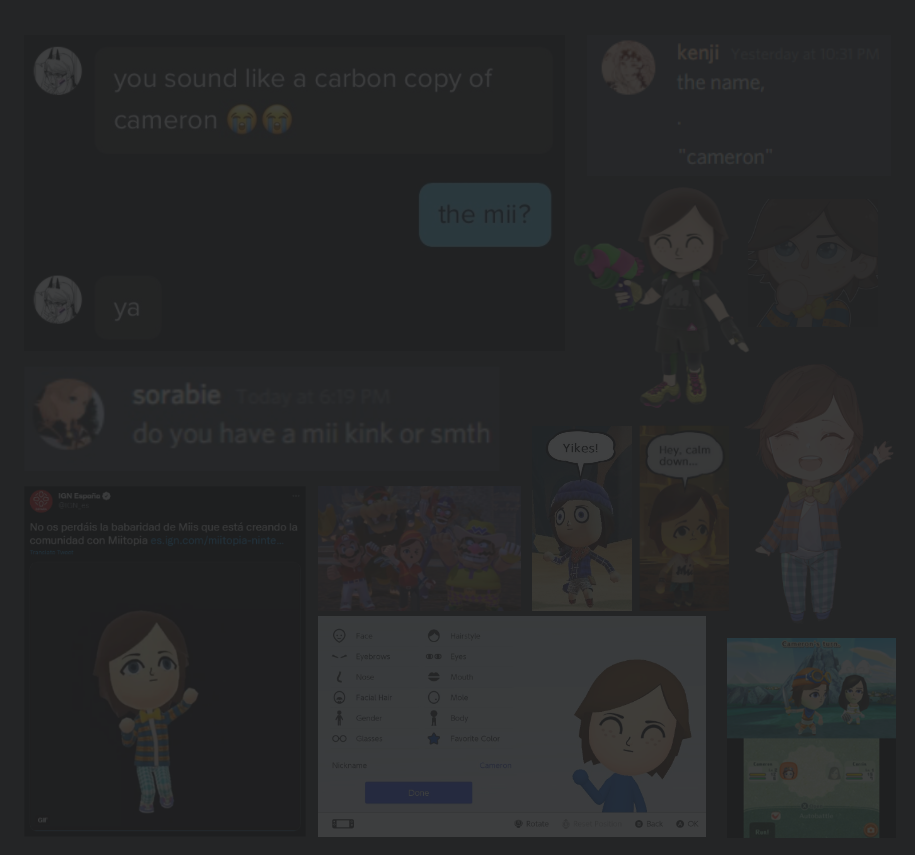 you sound like a carbon copy of
cameron 😭😭
the mii?
ya
kenji Yesterday at 10:31 PM
the name,
.
"cameron"
sorabie Today at 6:19 PM
do you have a mii kink or smth
Yikes!
Hey, calm
down...
IGN España
No os perdáis la babaridad de Miis que está creando la
comunidad con Miitopia es.ign.com/miitopia-ninte...
Face Hairstyle
Eyebrows Eyes
Nose Mouth
Facial Hair Mole
Gender Body
Glasses Favorite Color
Nickname Cameron
Done
Rotate
Back
OK